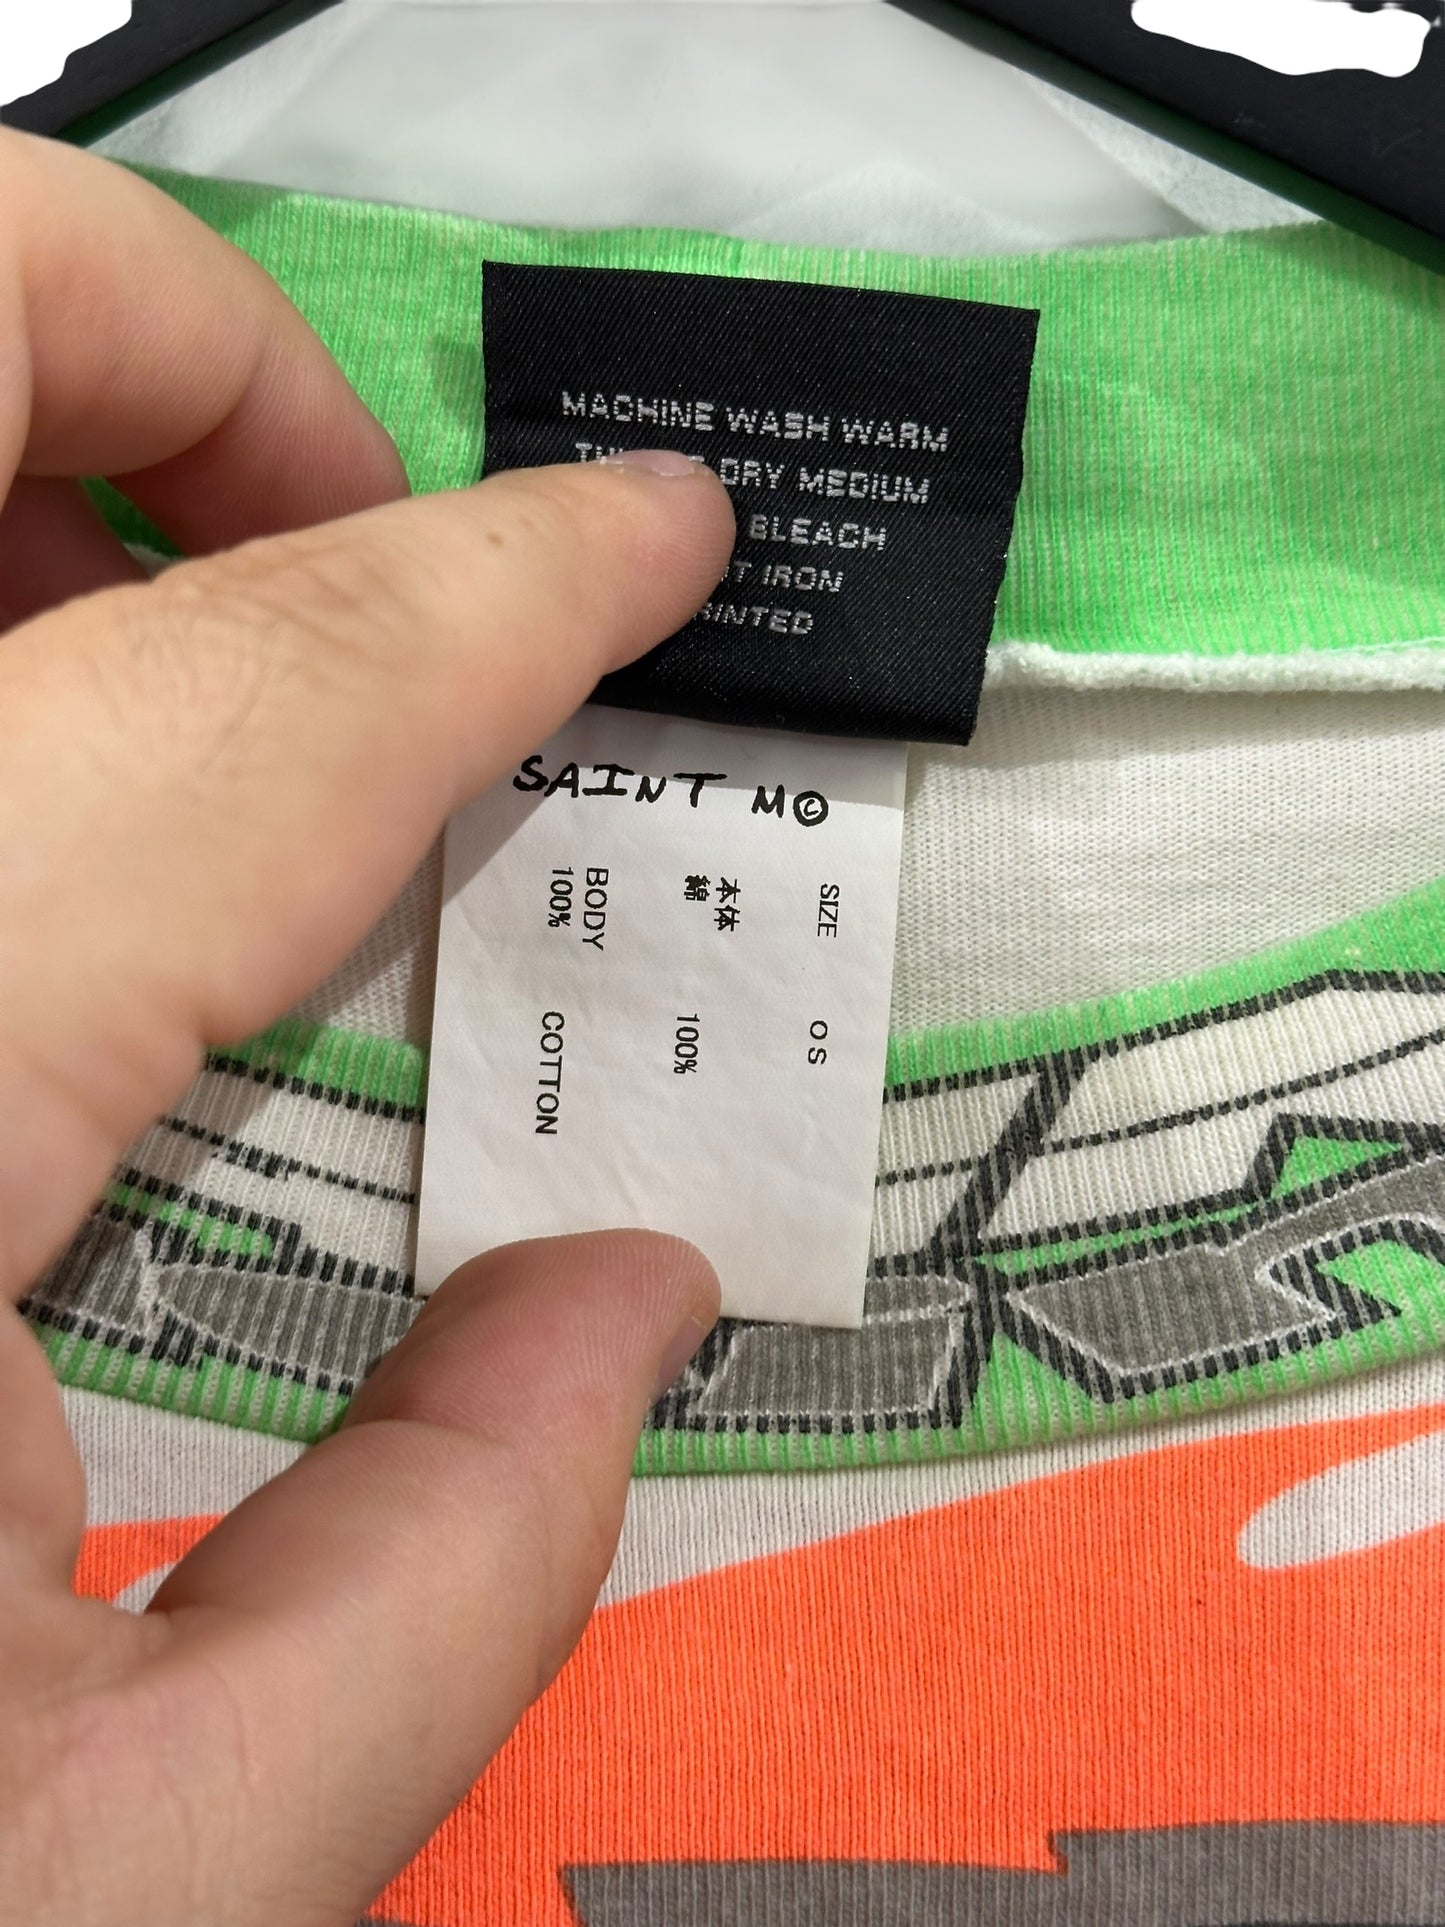 MACHINE WASH WARM
DRY MEDIUM
BLEACH
IRON
SAINT M©
SIZE OS
本体
綿 100%
BODY
100% COTTON